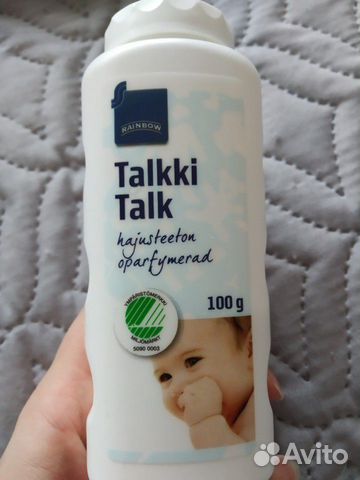 RAINBOW
Talkki
Talk
hajusteeton
oparfymerad
100 g
YMPÄRISTÖMERKKI
MILJÖMÄRKT
5090 0003
Avito